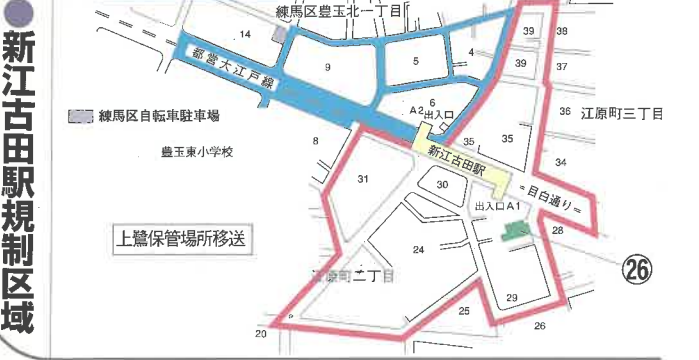 ●新江古田駅規制区域
練馬区豊玉北一丁目
14
9
5
4
39
38
39
37
都営大江戸線
6
A2出入口
36
江原町三丁目
練馬区自転車駐車場
8
35
35
豊玉東小学校
新江古田駅
34
31
30
目白通り
出入口A1
28
上鷺保管場所移送
24
26
江原町二丁目
29
25
26
20